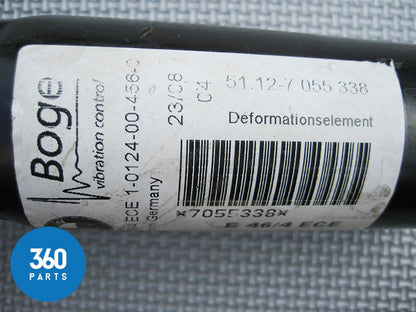 Boge
vibration control
ECE 1-0124-00-456-0
Germany
23/08
C4
51.12-7 055 338
Deformationselement
*7055338*
E 46/4 ECE
360
PARTS